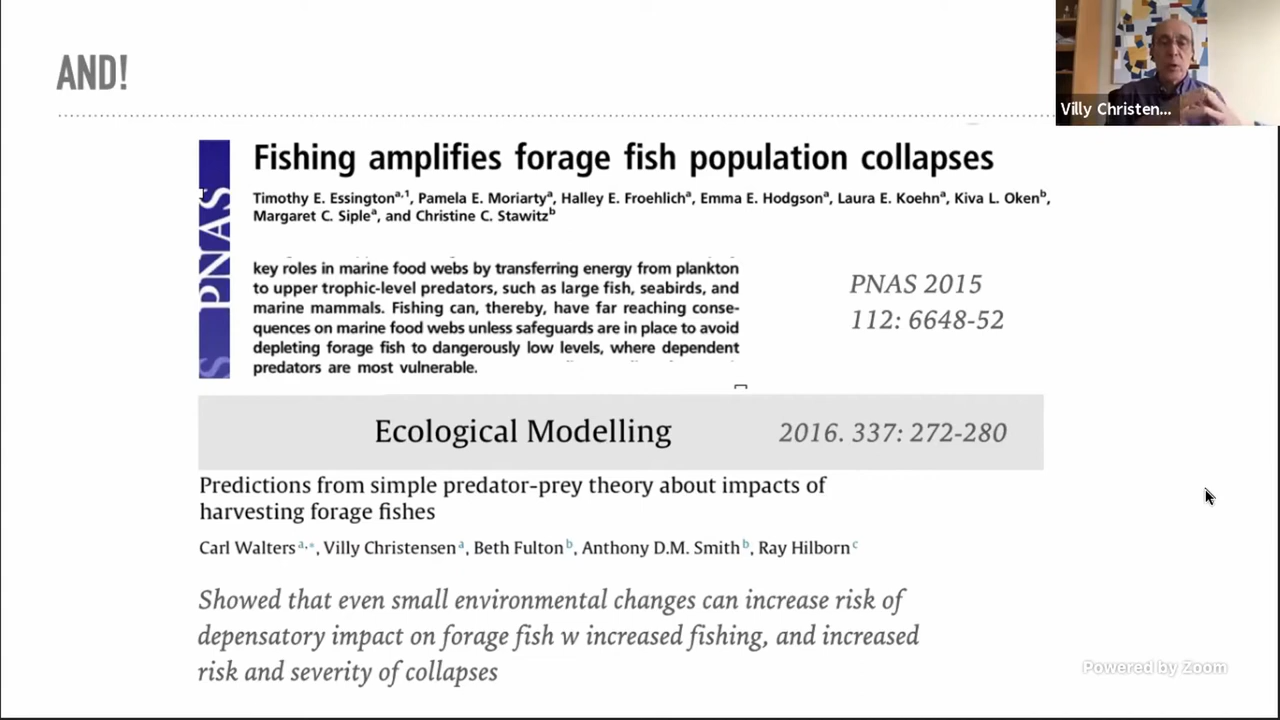 AND!
Villy Christen...
PNAS
S
Fishing amplifies forage fish population collapses
Timothy E. Essington^a,1, Pamela E. Moriarty^a, Halley E. Froehlich^a, Emma E. Hodgson^a, Laura E. Koehn^a, Kiva L. Oken^b,
Margaret C. Siple^a, and Christine C. Stawitz^b
key roles in marine food webs by transferring energy from plankton
to upper trophic-level predators, such as large fish, seabirds, and
marine mammals. Fishing can, thereby, have far reaching conse-
quences on marine food webs unless safeguards are in place to avoid
depleting forage fish to dangerously low levels, where dependent
predators are most vulnerable.
PNAS 2015
112: 6648-52
Ecological Modelling 2016. 337: 272-280
Predictions from simple predator–prey theory about impacts of
harvesting forage fishes
Carl Walters^a,*, Villy Christensen^a, Beth Fulton^b, Anthony D.M. Smith^b, Ray Hilborn^c
Showed that even small environmental changes can increase risk of
depensatory impact on forage fish w increased fishing, and increased
risk and severity of collapses
Powered by Zoom